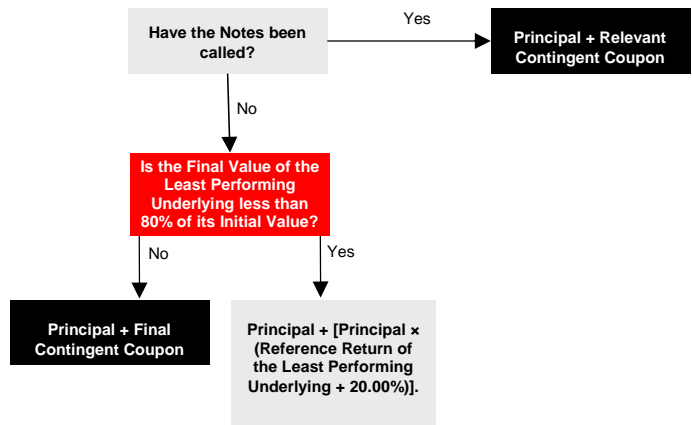 Have the Notes been
called?
Yes
Principal + Relevant
Contingent Coupon
No
Is the Final Value of the
Least Performing
Underlying less than
80% of its Initial Value?
No
Yes
Principal + Final
Contingent Coupon
Principal + [Principal ×
(Reference Return of
the Least Performing
Underlying + 20.00%)].